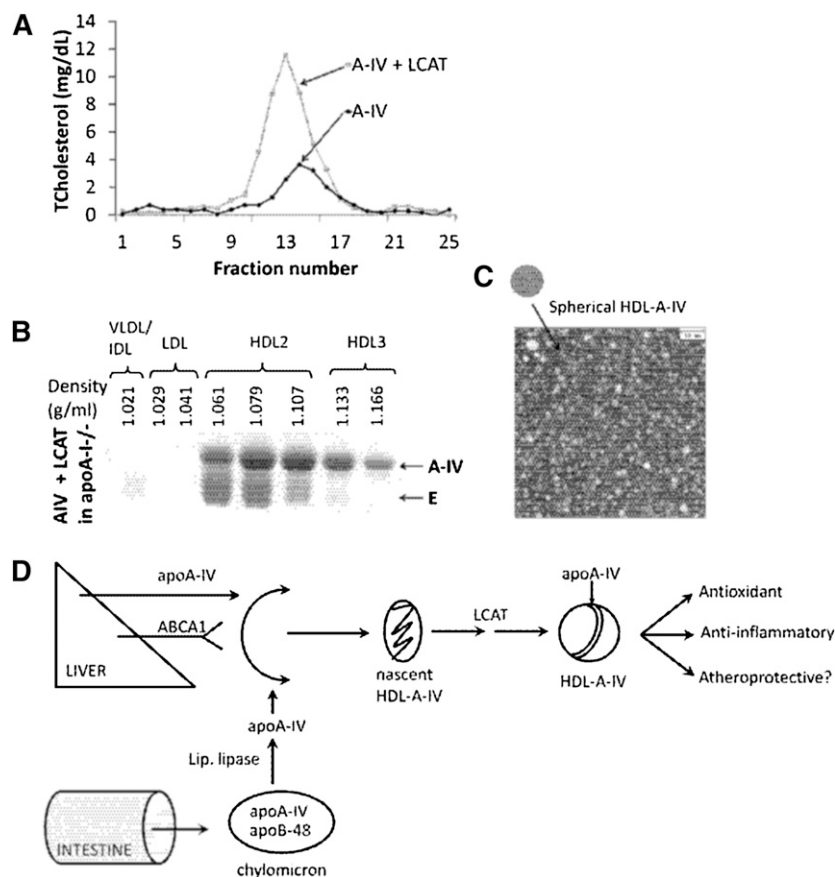 A
TCholesterol (mg/dL)
14
12
10
8
6
4
2
0
A-IV + LCAT
A-IV
1 5 9 13 17 21 25
Fraction number
B
VLDL/
IDL
LDL
HDL2
HDL3
Density
(g/ml)
1.021
1.029
1.041
1.061
1.079
1.107
1.133
1.166
AIV + LCAT
in apoA-I-/-
A-IV
E
C
Spherical HDL-A-IV
D
apoA-IV
ABCA1
LIVER
nascent
HDL-A-IV
LCAT
apoA-IV
HDL-A-IV
Antioxidant
Anti-inflammatory
Atheroprotective?
apoA-IV
Lip. lipase
INTESTINE
apoA-IV
apoB-48
chylomicron